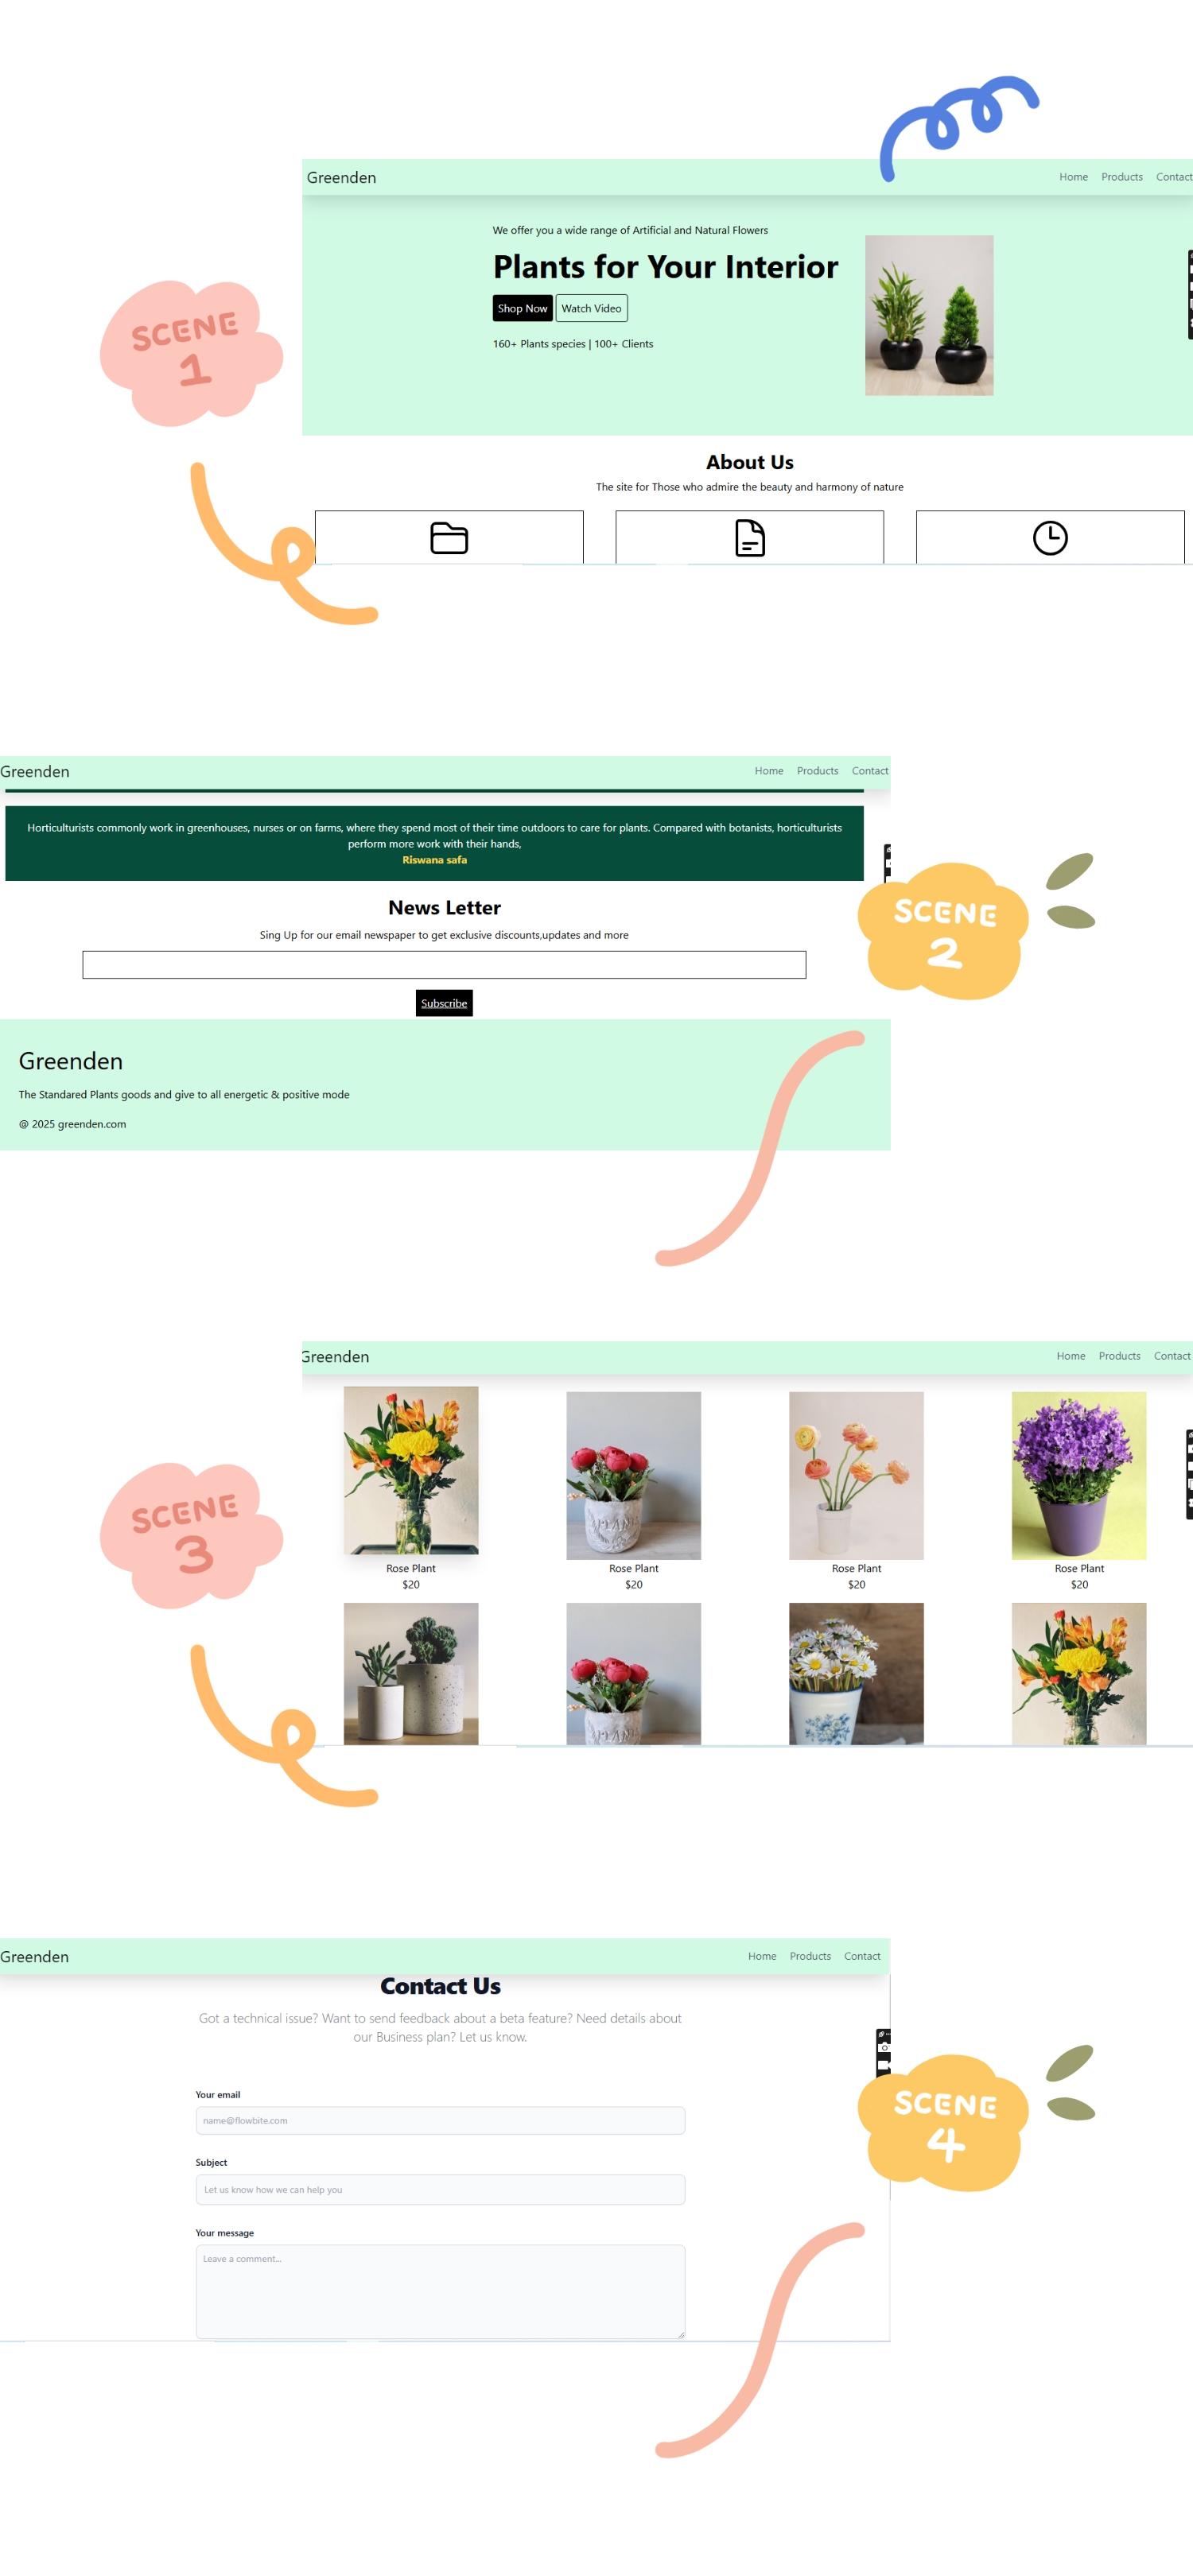 Greenden
Home Products Contact
We offer you a wide range of Artificial and Natural Flowers
Plants for Your Interior
Shop Now Watch Video
160+ Plants species | 100+ Clients
SCENE
1
About Us
The site for Those who admire the beauty and harmony of nature
Greenden
Home Products Contact
Horticulturists commonly work in greenhouses, nurses or on farms, where they spend most of their time outdoors to care for plants. Compared with botanists, horticulturists
perform more work with their hands,
Riswana safa
News Letter
Sing Up for our email newspaper to get exclusive discounts,updates and more
Subscribe
SCENE
2
Greenden
The Standared Plants goods and give to all energetic & positive mode
@ 2025 greenden.com
Greenden
Home Products Contact
SCENE
3
PLANTS
Rose Plant Rose Plant Rose Plant Rose Plant
$20 $20 $20 $20
Greenden
Home Products Contact
Contact Us
Got a technical issue? Want to send feedback about a beta feature? Need details about
our Business plan? Let us know.
Your email
name@flowbite.com
Subject
Let us know how we can help you
Your message
Leave a comment...
SCENE
4